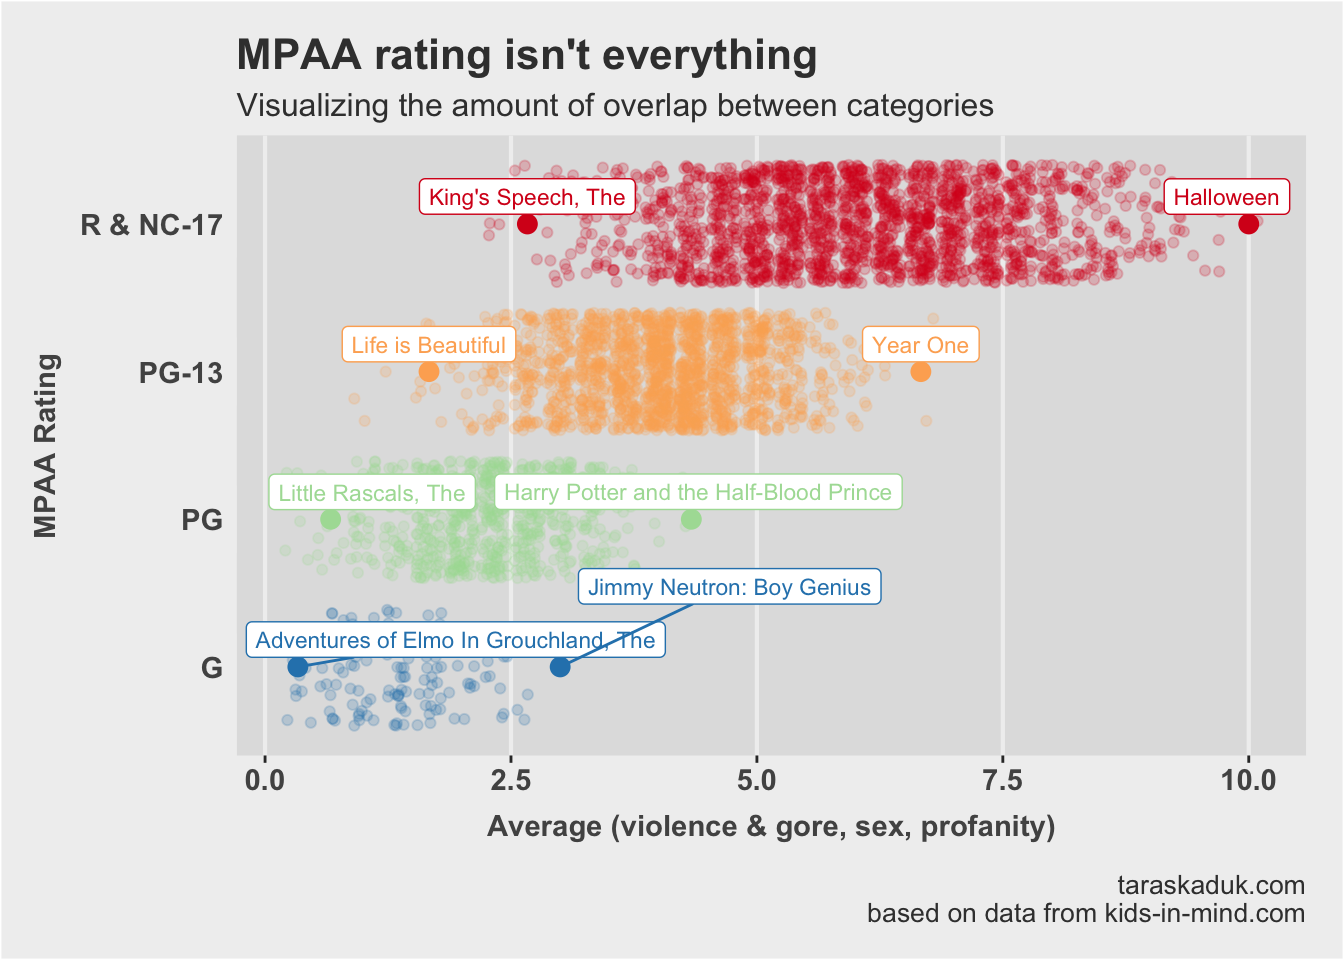 MPAA rating isn't everything
Visualizing the amount of overlap between categories
MPAA Rating
R & NC-17
King's Speech, The
Halloween
PG-13
Life is Beautiful
Year One
PG
Little Rascals, The
Harry Potter and the Half-Blood Prince
G
Jimmy Neutron: Boy Genius
Adventures of Elmo In Grouchland, The
0.0 2.5 5.0 7.5 10.0
Average (violence & gore, sex, profanity)
taraskaduk.com
based on data from kids-in-mind.com